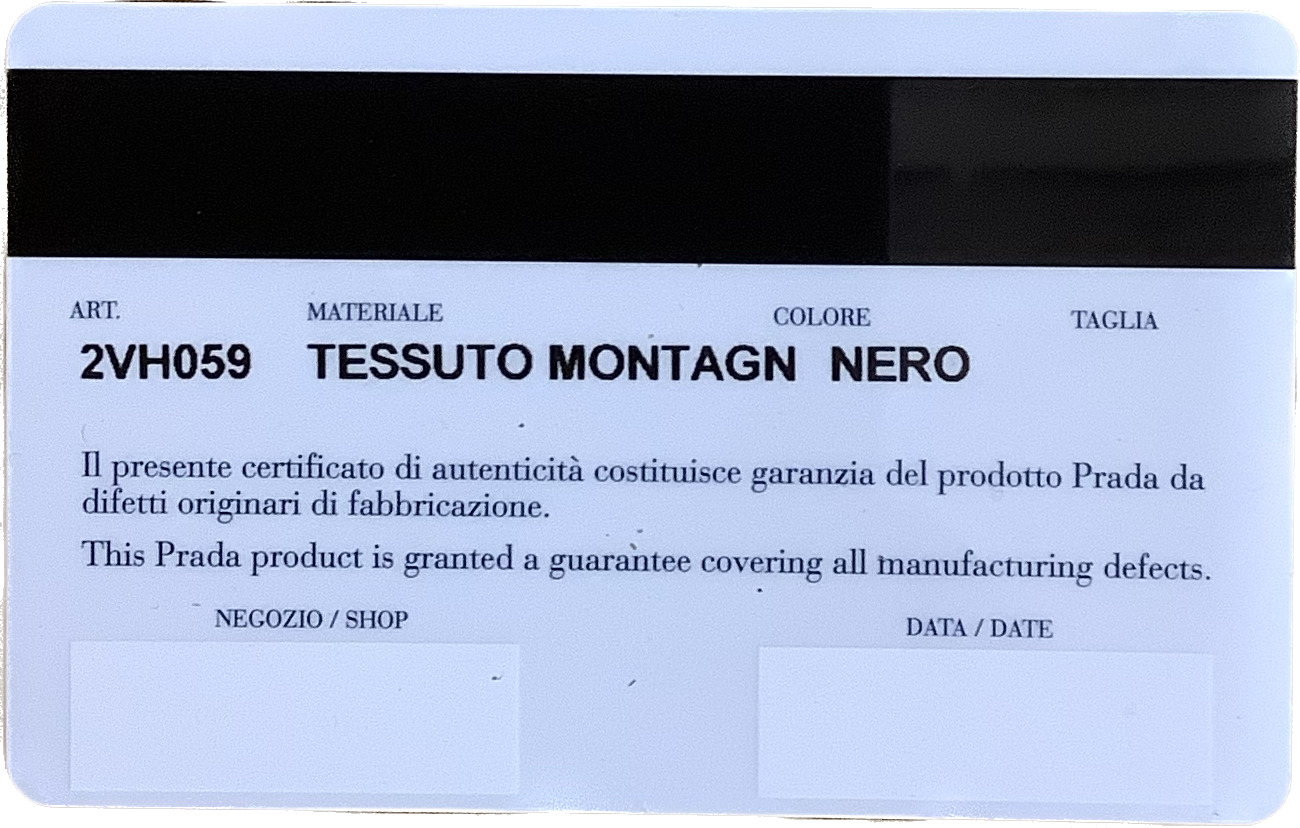 ART. MATERIALE COLORE TAGLIA
2VH059 TESSUTO MONTAGN NERO
Il presente certificato di autenticità costituisce garanzia del prodotto Prada da
difetti originari di fabbricazione.
This Prada product is granted a guarantee covering all manufacturing defects.
NEGOZIO / SHOP DATA / DATE